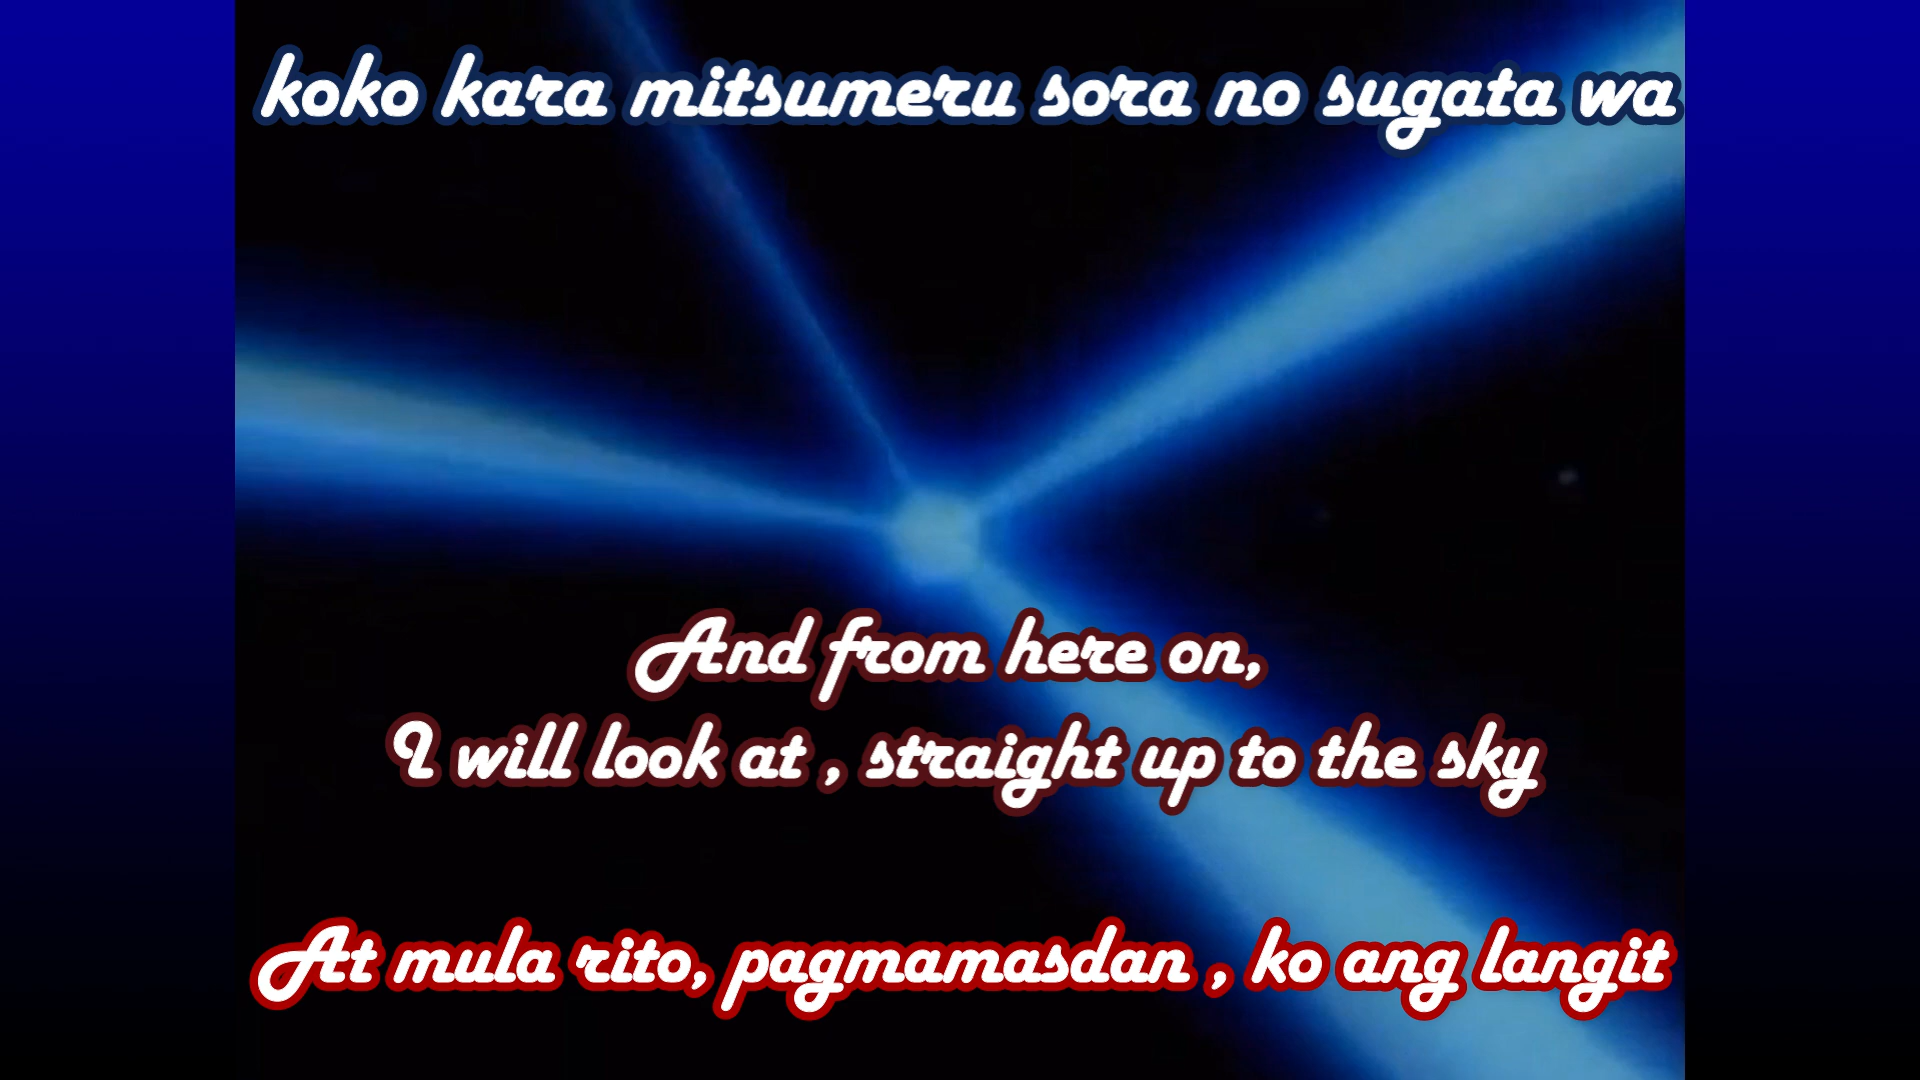 koko kara mitsumeru sora no sugata wa
And from here on,
I will look at , straight up to the sky
At mula rito, pagmamasdan , ko ang langit